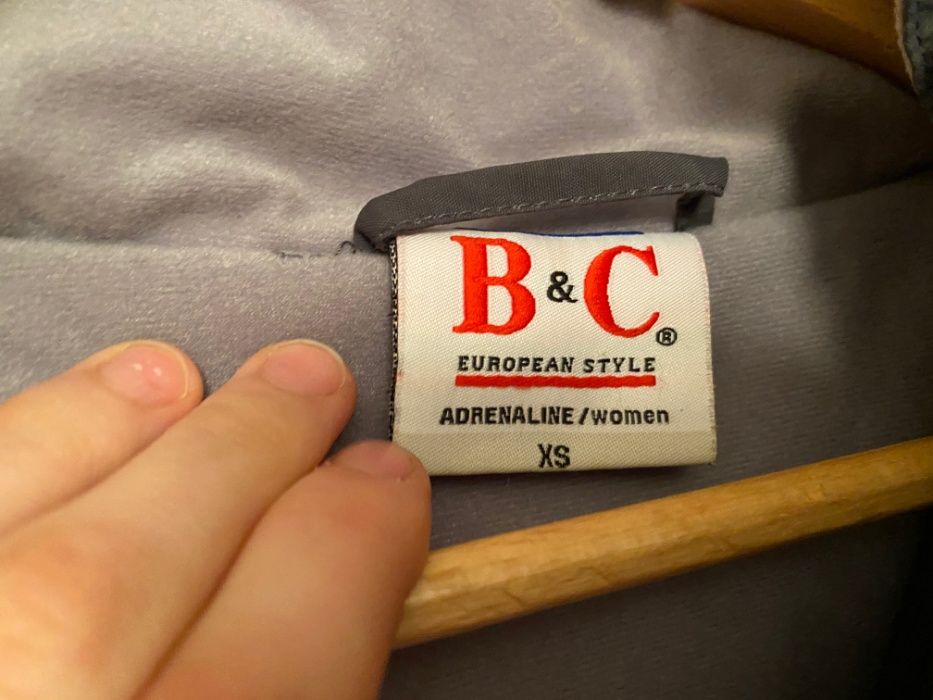 B&C®
EUROPEAN STYLE
ADRENALINE/women
XS